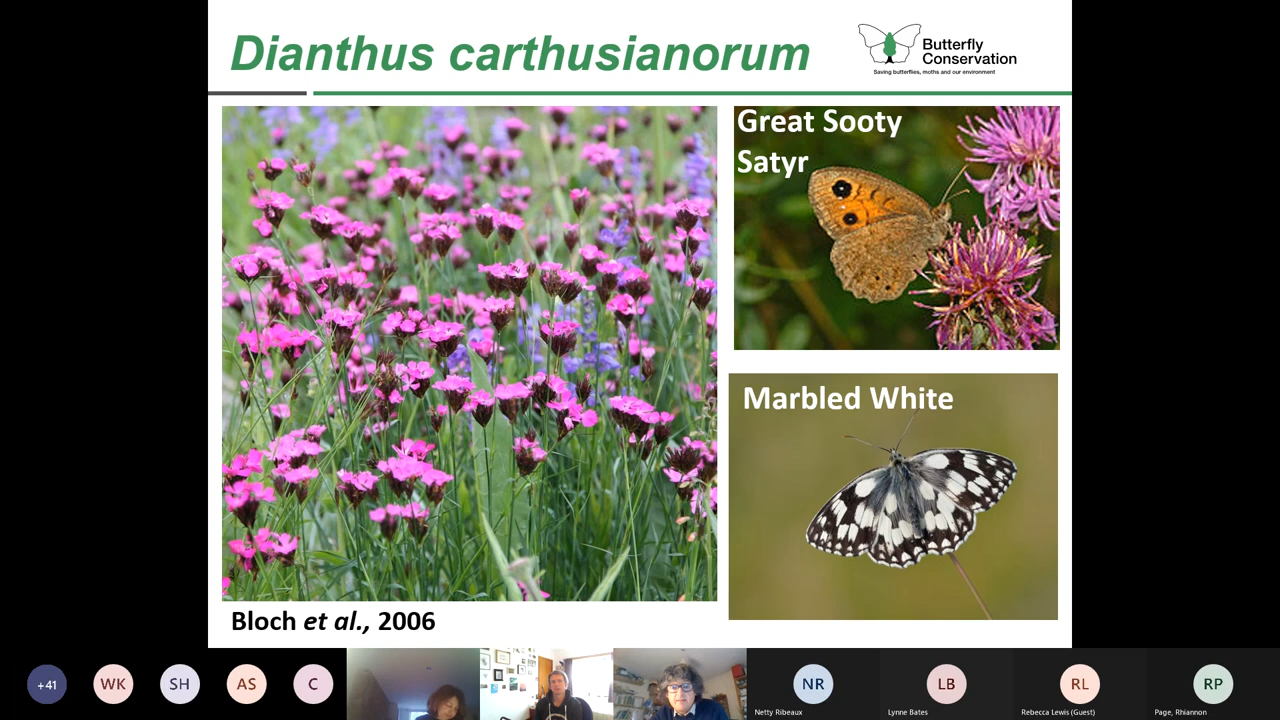 Dianthus carthusianorum
Butterfly
Conservation
Saving butterflies, moths and our environment
Great Sooty
Satyr
Marbled White
Bloch et al., 2006
+41
WK
SH
AS
C
NR
LB
RL
RP
Netty Ribeaux
Lynne Bates
Rebecca Lewis (Guest)
Page, Rhiannon